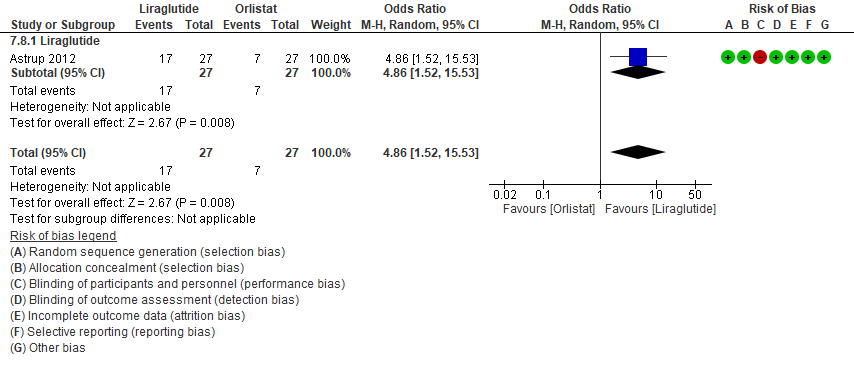 Liraglutide Orlistat Odds Ratio Odds Ratio Risk of Bias
Study or Subgroup Events Total Events Total Weight M-H, Random, 95% CI M-H, Random, 95% CI A B C D E F G
7.8.1 Liraglutide
Astrup 2012 17 27 7 27 100.0% 4.86 [1.52, 15.53] + + − + + + +
Subtotal (95% CI) 27 27 100.0% 4.86 [1.52, 15.53]
Total events 17 7
Heterogeneity: Not applicable
Test for overall effect: Z = 2.67 (P = 0.008)
Total (95% CI) 27 27 100.0% 4.86 [1.52, 15.53]
Total events 17 7
Heterogeneity: Not applicable
Test for overall effect: Z = 2.67 (P = 0.008)
Test for subgroup differences: Not applicable
0.02 0.1 1 10 50
Favours [Orlistat] Favours [Liraglutide]
Risk of bias legend
(A) Random sequence generation (selection bias)
(B) Allocation concealment (selection bias)
(C) Blinding of participants and personnel (performance bias)
(D) Blinding of outcome assessment (detection bias)
(E) Incomplete outcome data (attrition bias)
(F) Selective reporting (reporting bias)
(G) Other bias